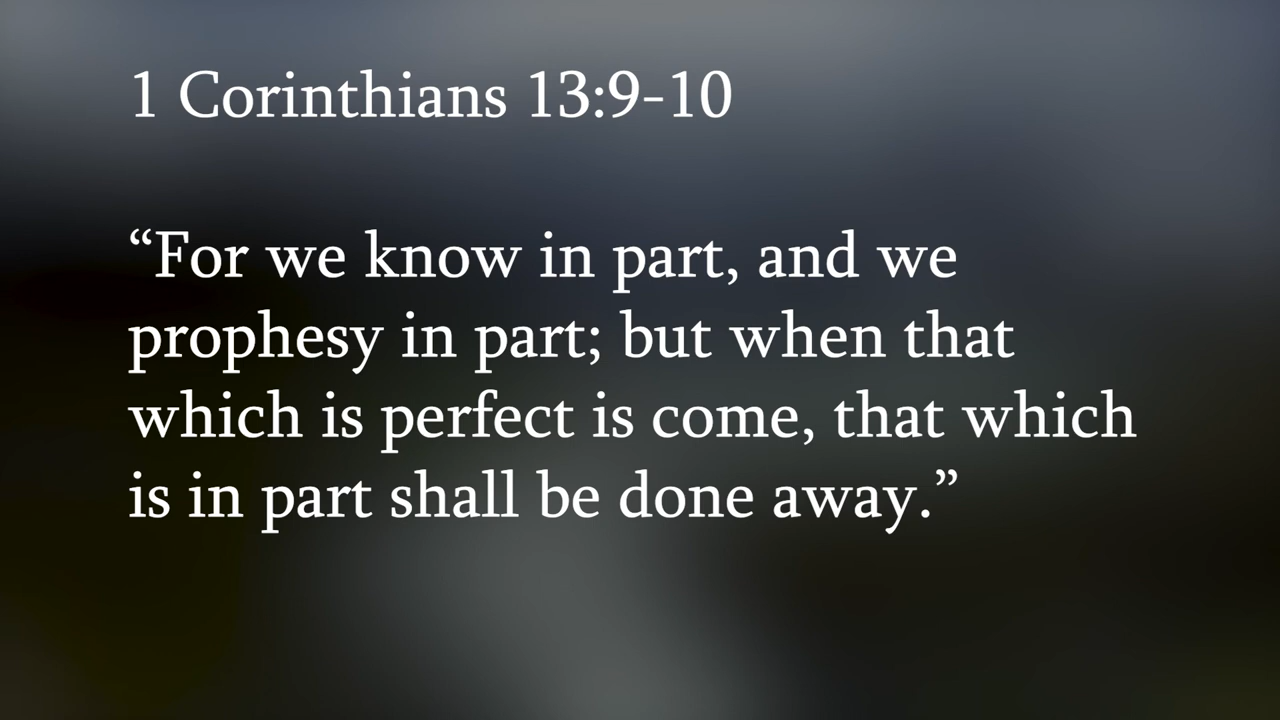 1 Corinthians 13:9-10
“For we know in part, and we
prophesy in part; but when that
which is perfect is come, that which
is in part shall be done away.”